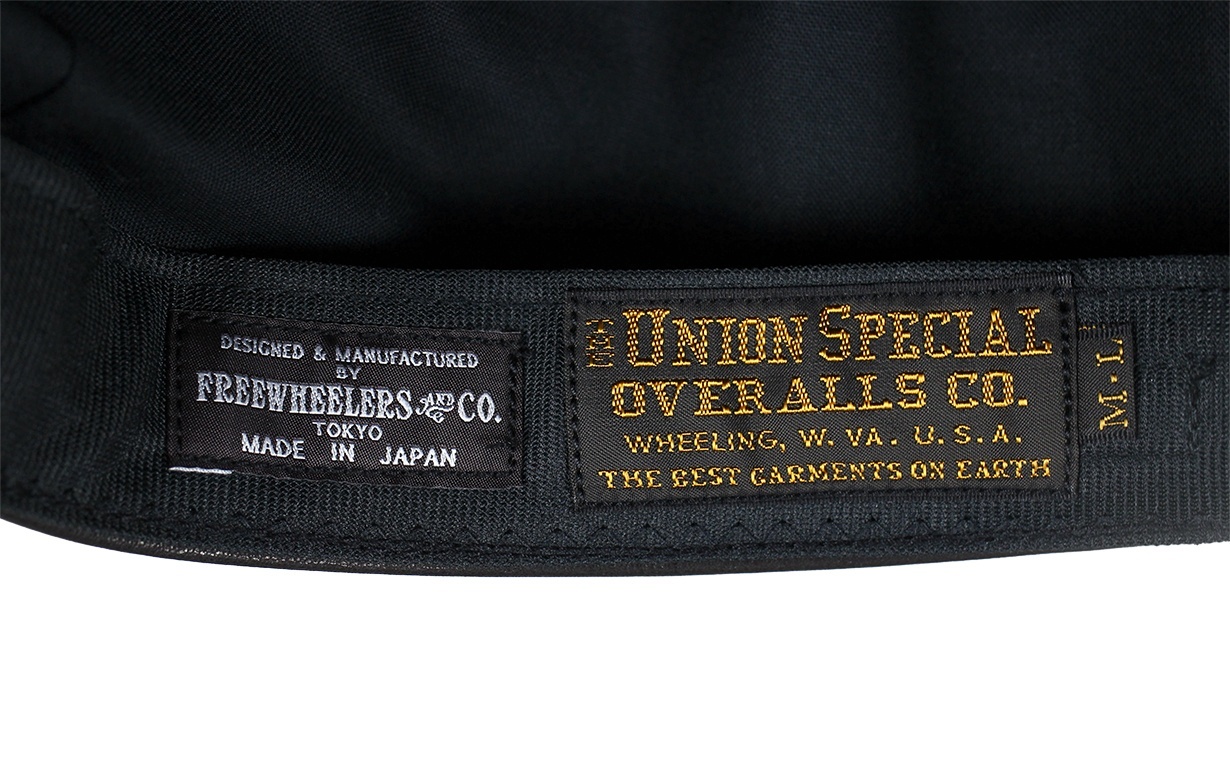 DESIGNED & MANUFACTURED
BY
FREEWHEELERS AND CO.
TOKYO
MADE IN JAPAN
THE UNION SPECIAL
OVERALLS CO.
WHEELING, W. VA. U.S.A.
THE BEST GARMENTS ON EARTH
M·L